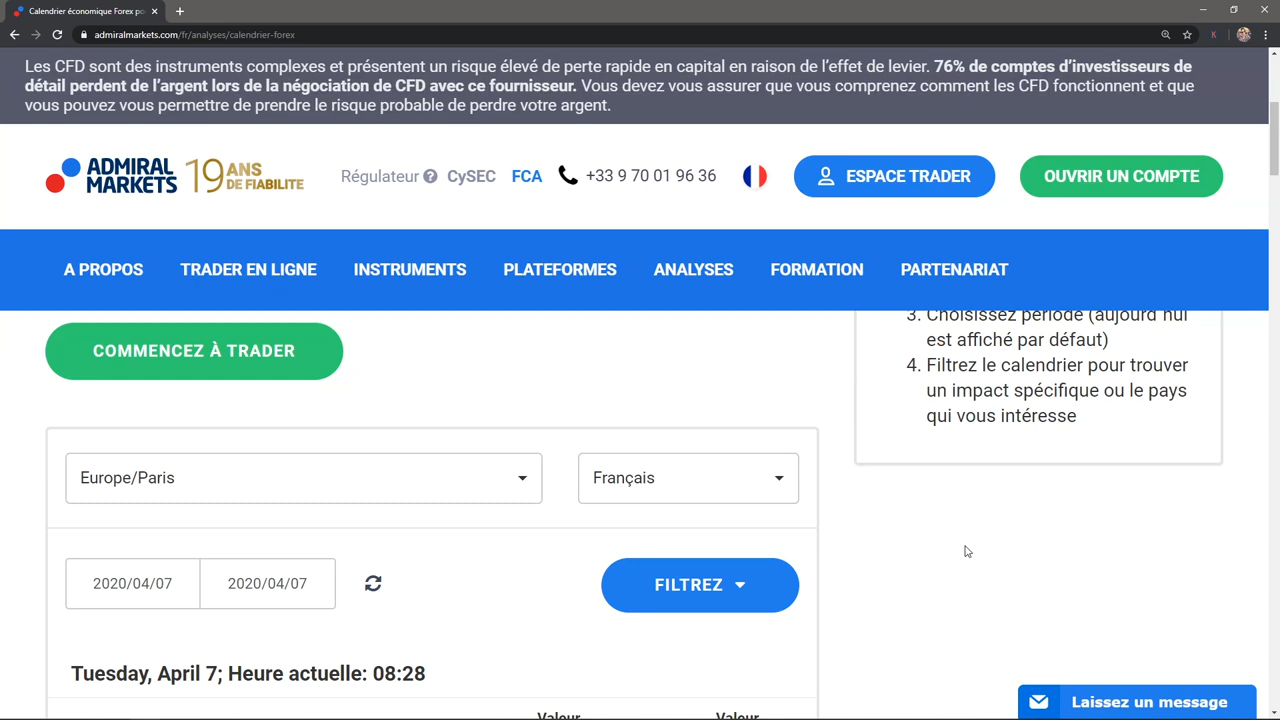 Calendrier économique Forex po
admiralmarkets.com/fr/analyses/calendrier-forex
K
Les CFD sont des instruments complexes et présentent un risque élevé de perte rapide en capital en raison de l'effet de levier. 76% de comptes d'investisseurs de
détail perdent de l'argent lors de la négociation de CFD avec ce fournisseur. Vous devez vous assurer que vous comprenez comment les CFD fonctionnent et que
vous pouvez vous permettre de prendre le risque probable de perdre votre argent.
ADMIRAL MARKETS
19 ANS DE FIABILITE
Régulateur ? CySEC FCA +33 9 70 01 96 36
ESPACE TRADER
OUVRIR UN COMPTE
A PROPOS TRADER EN LIGNE INSTRUMENTS PLATEFORMES ANALYSES FORMATION PARTENARIAT
COMMENCEZ À TRADER
3. Choisissez période (aujourd'hui
est affiché par défaut)
4. Filtrez le calendrier pour trouver
un impact spécifique ou le pays
qui vous intéresse
Europe/Paris
Français
2020/04/07 2020/04/07
FILTREZ
Tuesday, April 7; Heure actuelle: 08:28
Valeur Valeur
Laissez un message